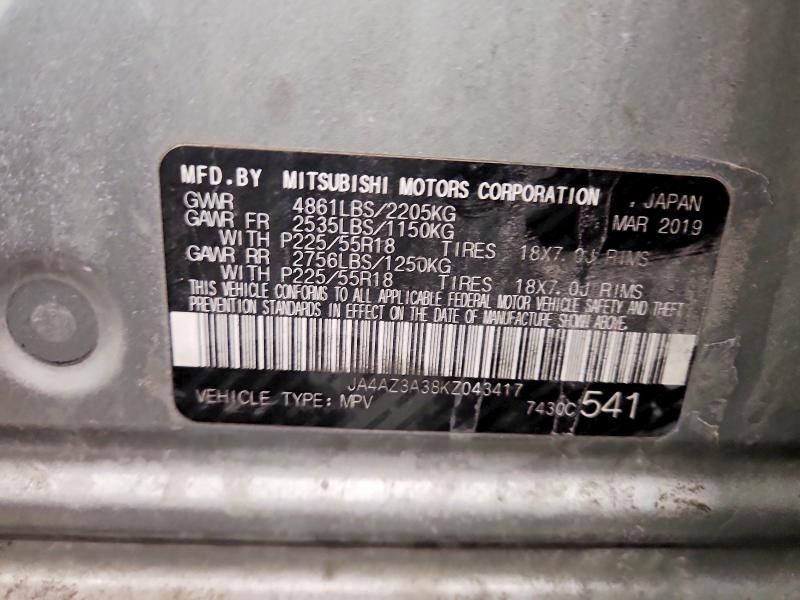 MFD.BY MITSUBISHI MOTORS CORPORATION , JAPAN
GVWR 4861LBS/2205KG MAR 2019
GAWR FR 2535LBS/1150KG
WITH P225/55R18 TIRES 18X7.0J RIMS
GAWR RR 2756LBS/1250KG
WITH P225/55R18 TIRES 18X7.0J RIMS
THIS VEHICLE CONFORMS TO ALL APPLICABLE FEDERAL MOTOR VEHICLE SAFETY AND THEFT
PREVENTION STANDARDS IN EFFECT ON THE DATE OF MANUFACTURE SHOWN ABOVE.
JA4AZ3A38KZ043417
VEHICLE TYPE: MPV 7430C541